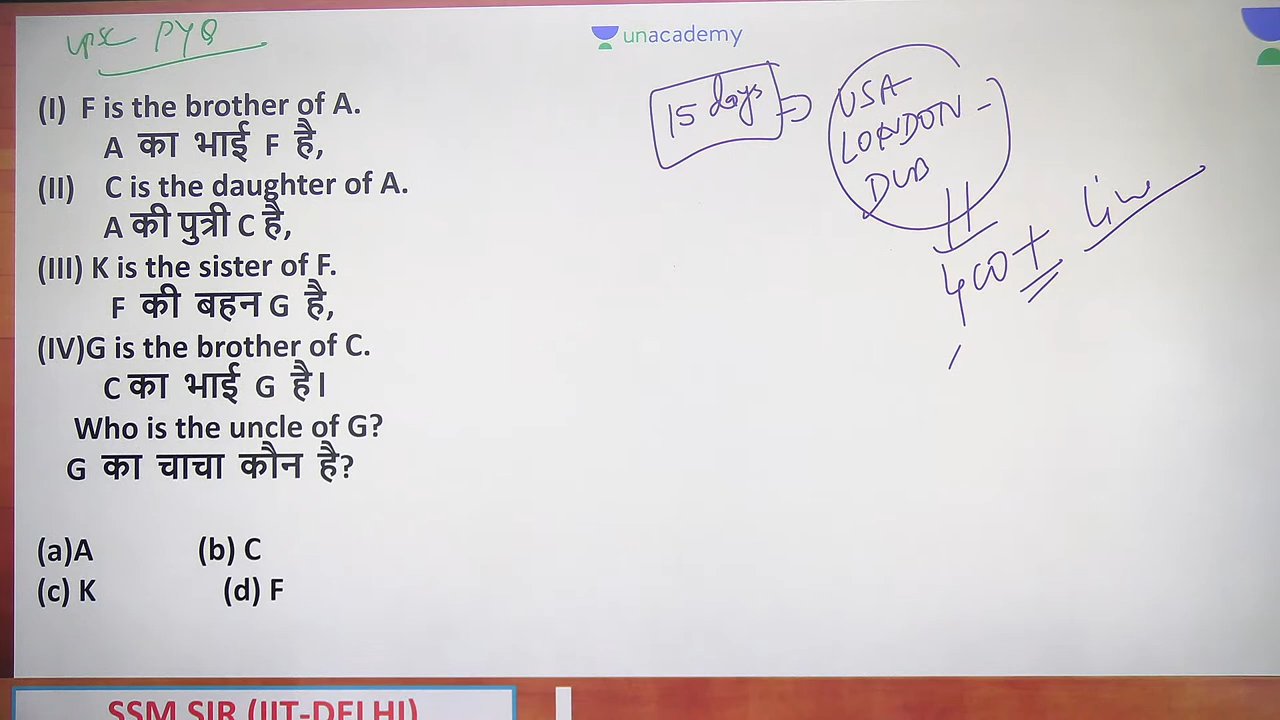 upsc PYQ
unacademy
(I) F is the brother of A.
A का भाई F है,
(II) C is the daughter of A.
A की पुत्री C है,
(III) K is the sister of F.
F की बहन G है,
(IV)G is the brother of C.
C का भाई G है।
Who is the uncle of G?
G का चाचा कौन है?
(a)A (b) C
(c) K (d) F
15 days
USA
LONDON
DUB
400+ Live
SSM SIR (IIT-DELHI)